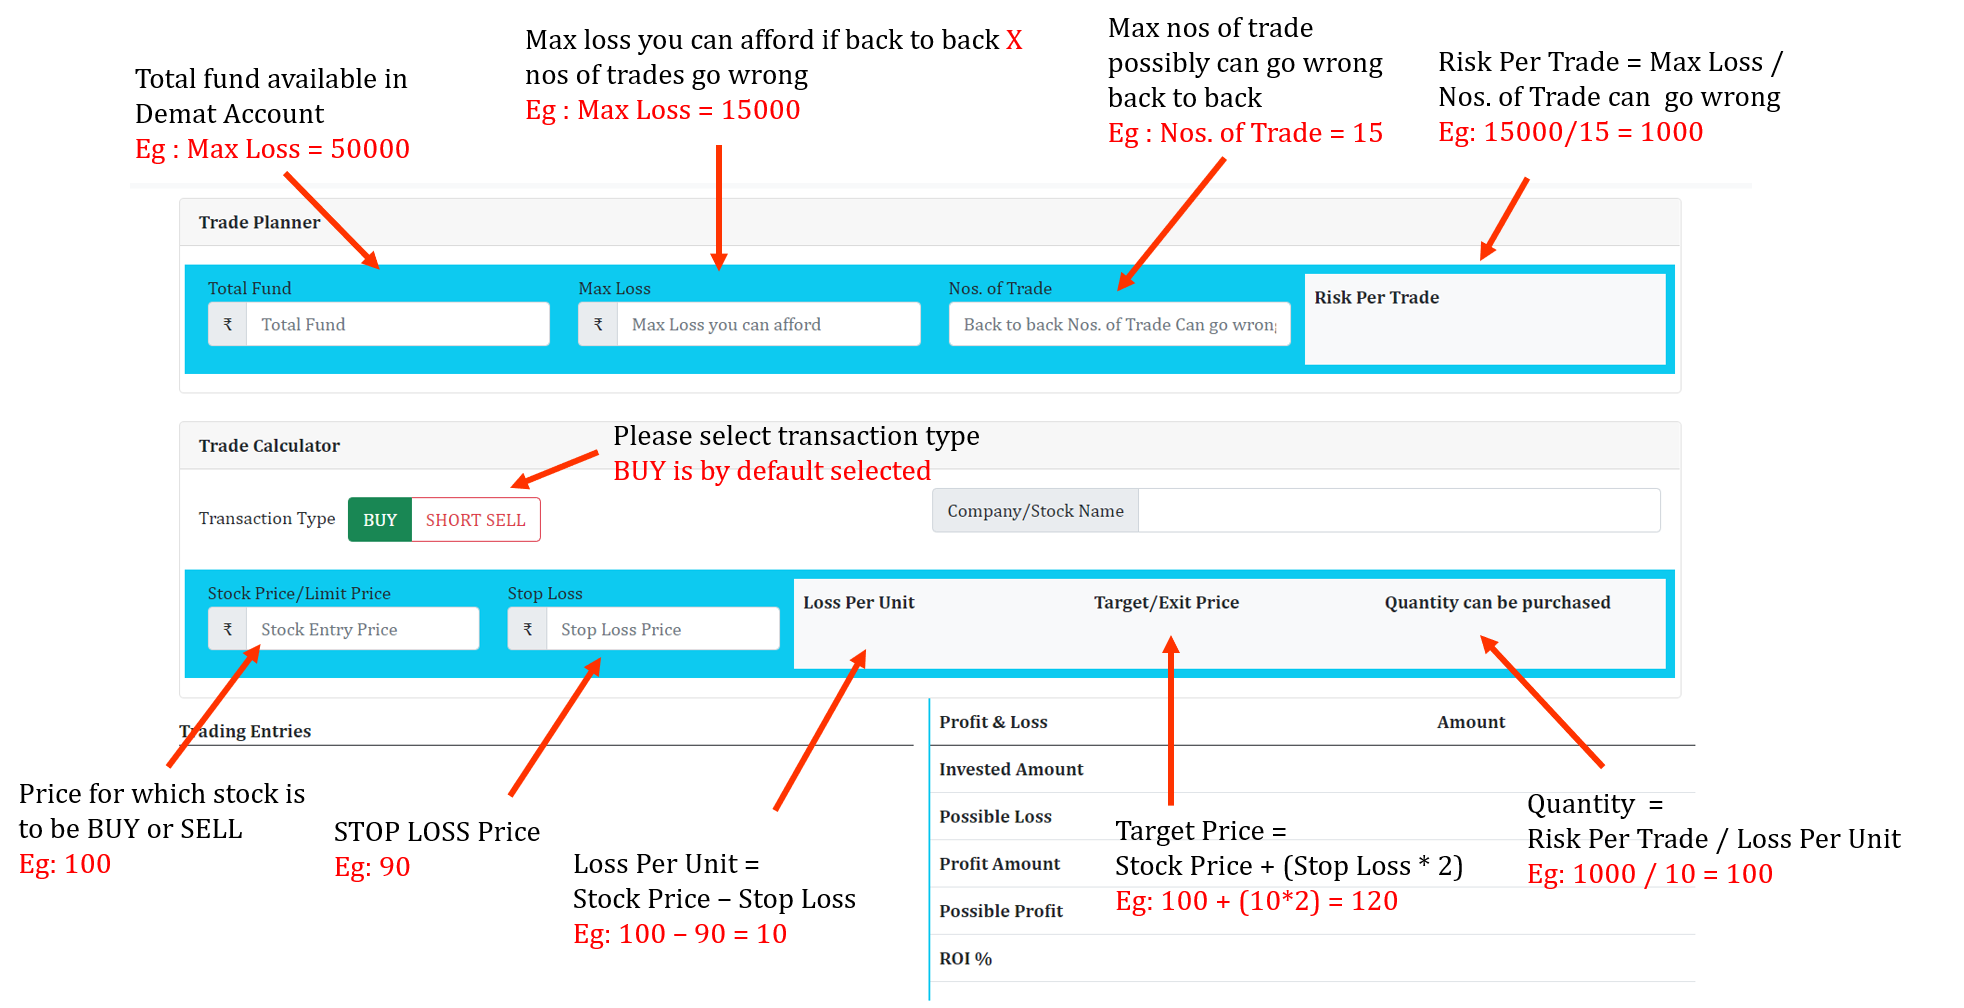 Total fund available in
Demat Account
Eg : Max Loss = 50000
Max loss you can afford if back to back X
nos of trades go wrong
Eg : Max Loss = 15000
Max nos of trade
possibly can go wrong
back to back
Eg : Nos. of Trade = 15
Risk Per Trade = Max Loss /
Nos. of Trade can go wrong
Eg: 15000/15 = 1000
Trade Planner
Total Fund
₹ Total Fund
Max Loss
₹ Max Loss you can afford
Nos. of Trade
Back to back Nos. of Trade Can go wrong
Risk Per Trade
Trade Calculator
Please select transaction type
BUY is by default selected
Transaction Type BUY SHORT SELL
Company/Stock Name
Stock Price/Limit Price
₹ Stock Entry Price
Stop Loss
₹ Stop Loss Price
Loss Per Unit
Target/Exit Price
Quantity can be purchased
Trading Entries
Profit & Loss Amount
Invested Amount
Possible Loss
Profit Amount
Possible Profit
ROI %
Price for which stock is
to be BUY or SELL
Eg: 100
STOP LOSS Price
Eg: 90
Loss Per Unit =
Stock Price – Stop Loss
Eg: 100 – 90 = 10
Target Price =
Stock Price + (Stop Loss * 2)
Eg: 100 + (10*2) = 120
Quantity =
Risk Per Trade / Loss Per Unit
Eg: 1000 / 10 = 100